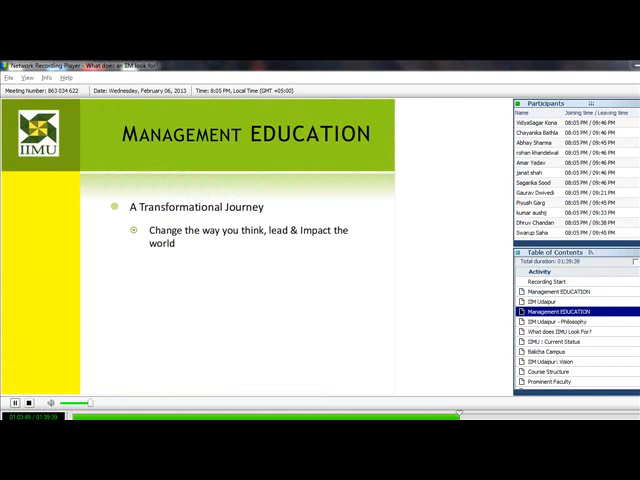 Network Recording Player - What does an IIM look for?
File View Info Help
Meeting Number: 863 034 622 Date: Wednesday, February 06, 2013 Time: 8:05 PM, Local Time (GMT +05:00)
IIMU
MANAGEMENT EDUCATION
A Transformational Journey
Change the way you think, lead & Impact the
world
Participants
Name Joining time / Leaving time
VidyaSagar Kona 08:05 PM / 09:46 PM
Chayanika Bathla 08:05 PM / 09:46 PM
Abhay Sharma 08:05 PM / 09:46 PM
rohan khandelwal 08:05 PM / 09:46 PM
Amar Yadav 08:05 PM / 09:46 PM
janat shah 08:05 PM / 09:46 PM
Sagarika Sood 08:05 PM / 09:46 PM
Gaurav Dwivedi 08:05 PM / 09:21 PM
Piyush Garg 08:05 PM / 09:45 PM
kumar aushij 08:05 PM / 09:33 PM
Dhruv Chauhan 08:05 PM / 09:38 PM
Swarup Saha 08:05 PM / 09:46 PM
Table of Contents
Total duration: 01:39:39
Activity
Recording Start
Management EDUCATION
IIM Udaipur
Management EDUCATION
IIM Udaipur - Philosophy
What does IIMU Look For?
IIMU : Current Status
Balicha Campus
IIM Udaipur: Vision
Course Structure
Prominent Faculty
01:03:45 / 01:39:39